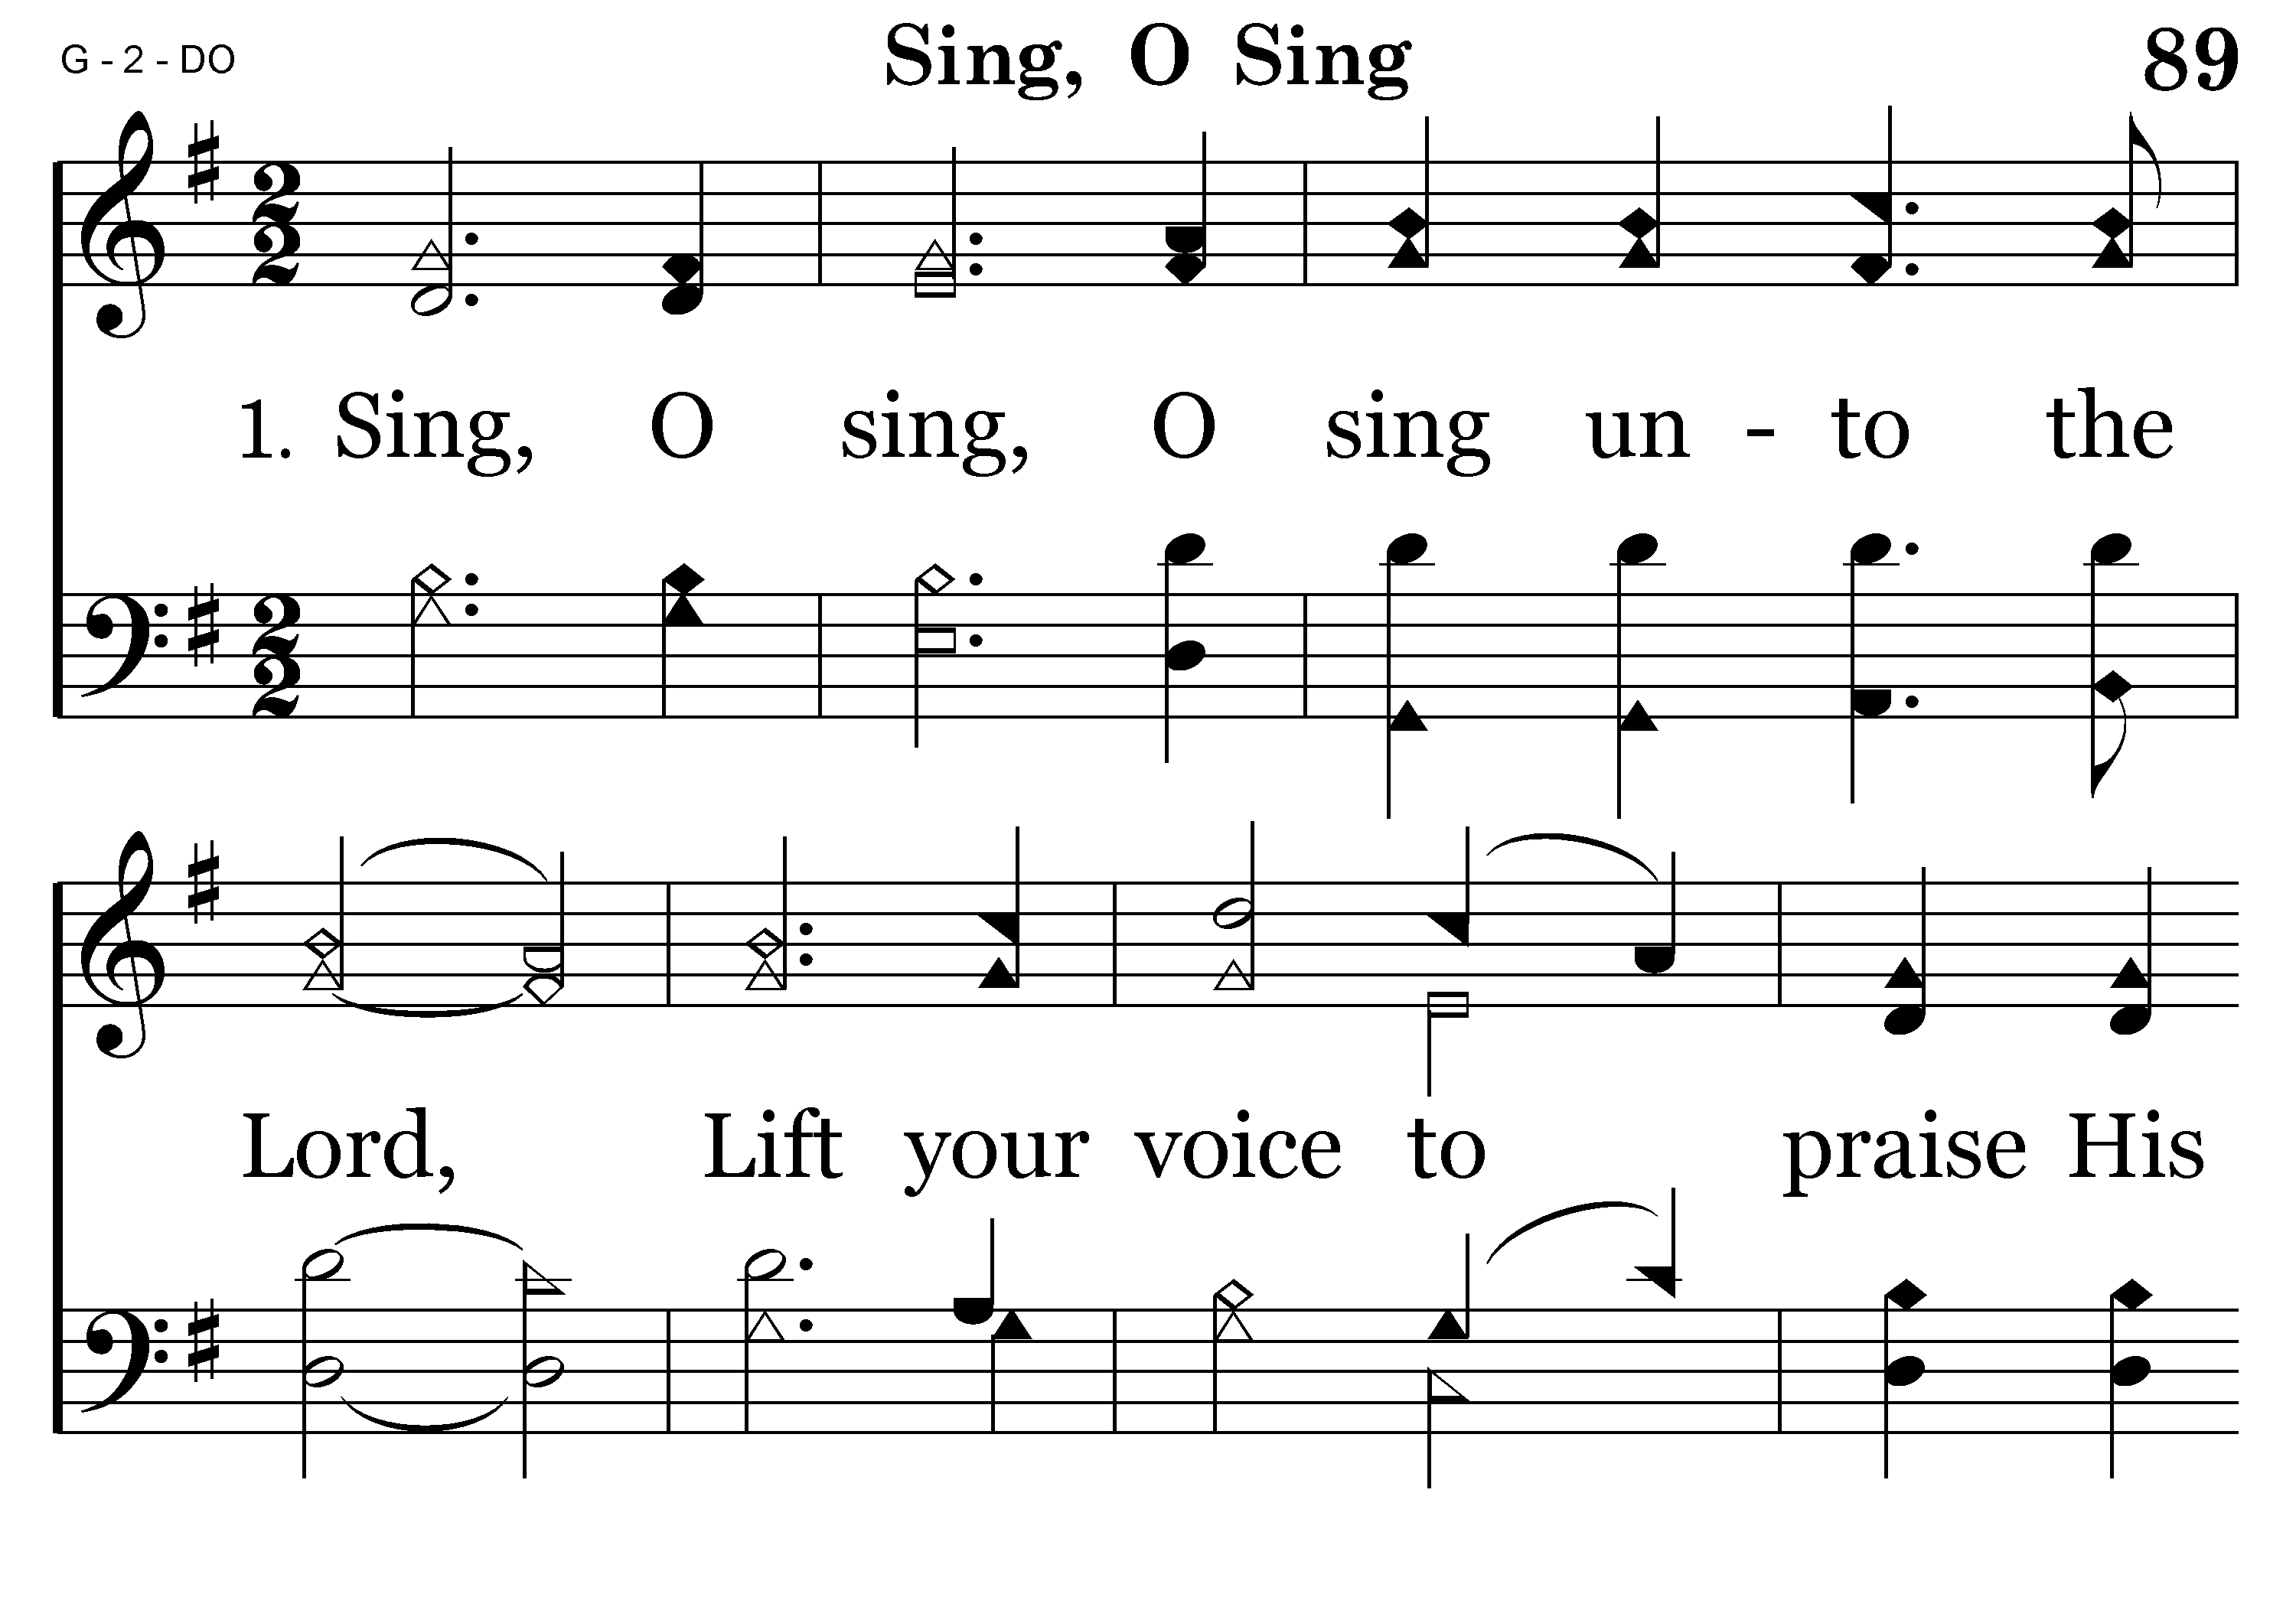 G - 2 - DO Sing, O Sing 89
1. Sing, O sing, O sing un - to the
Lord, Lift your voice to praise His